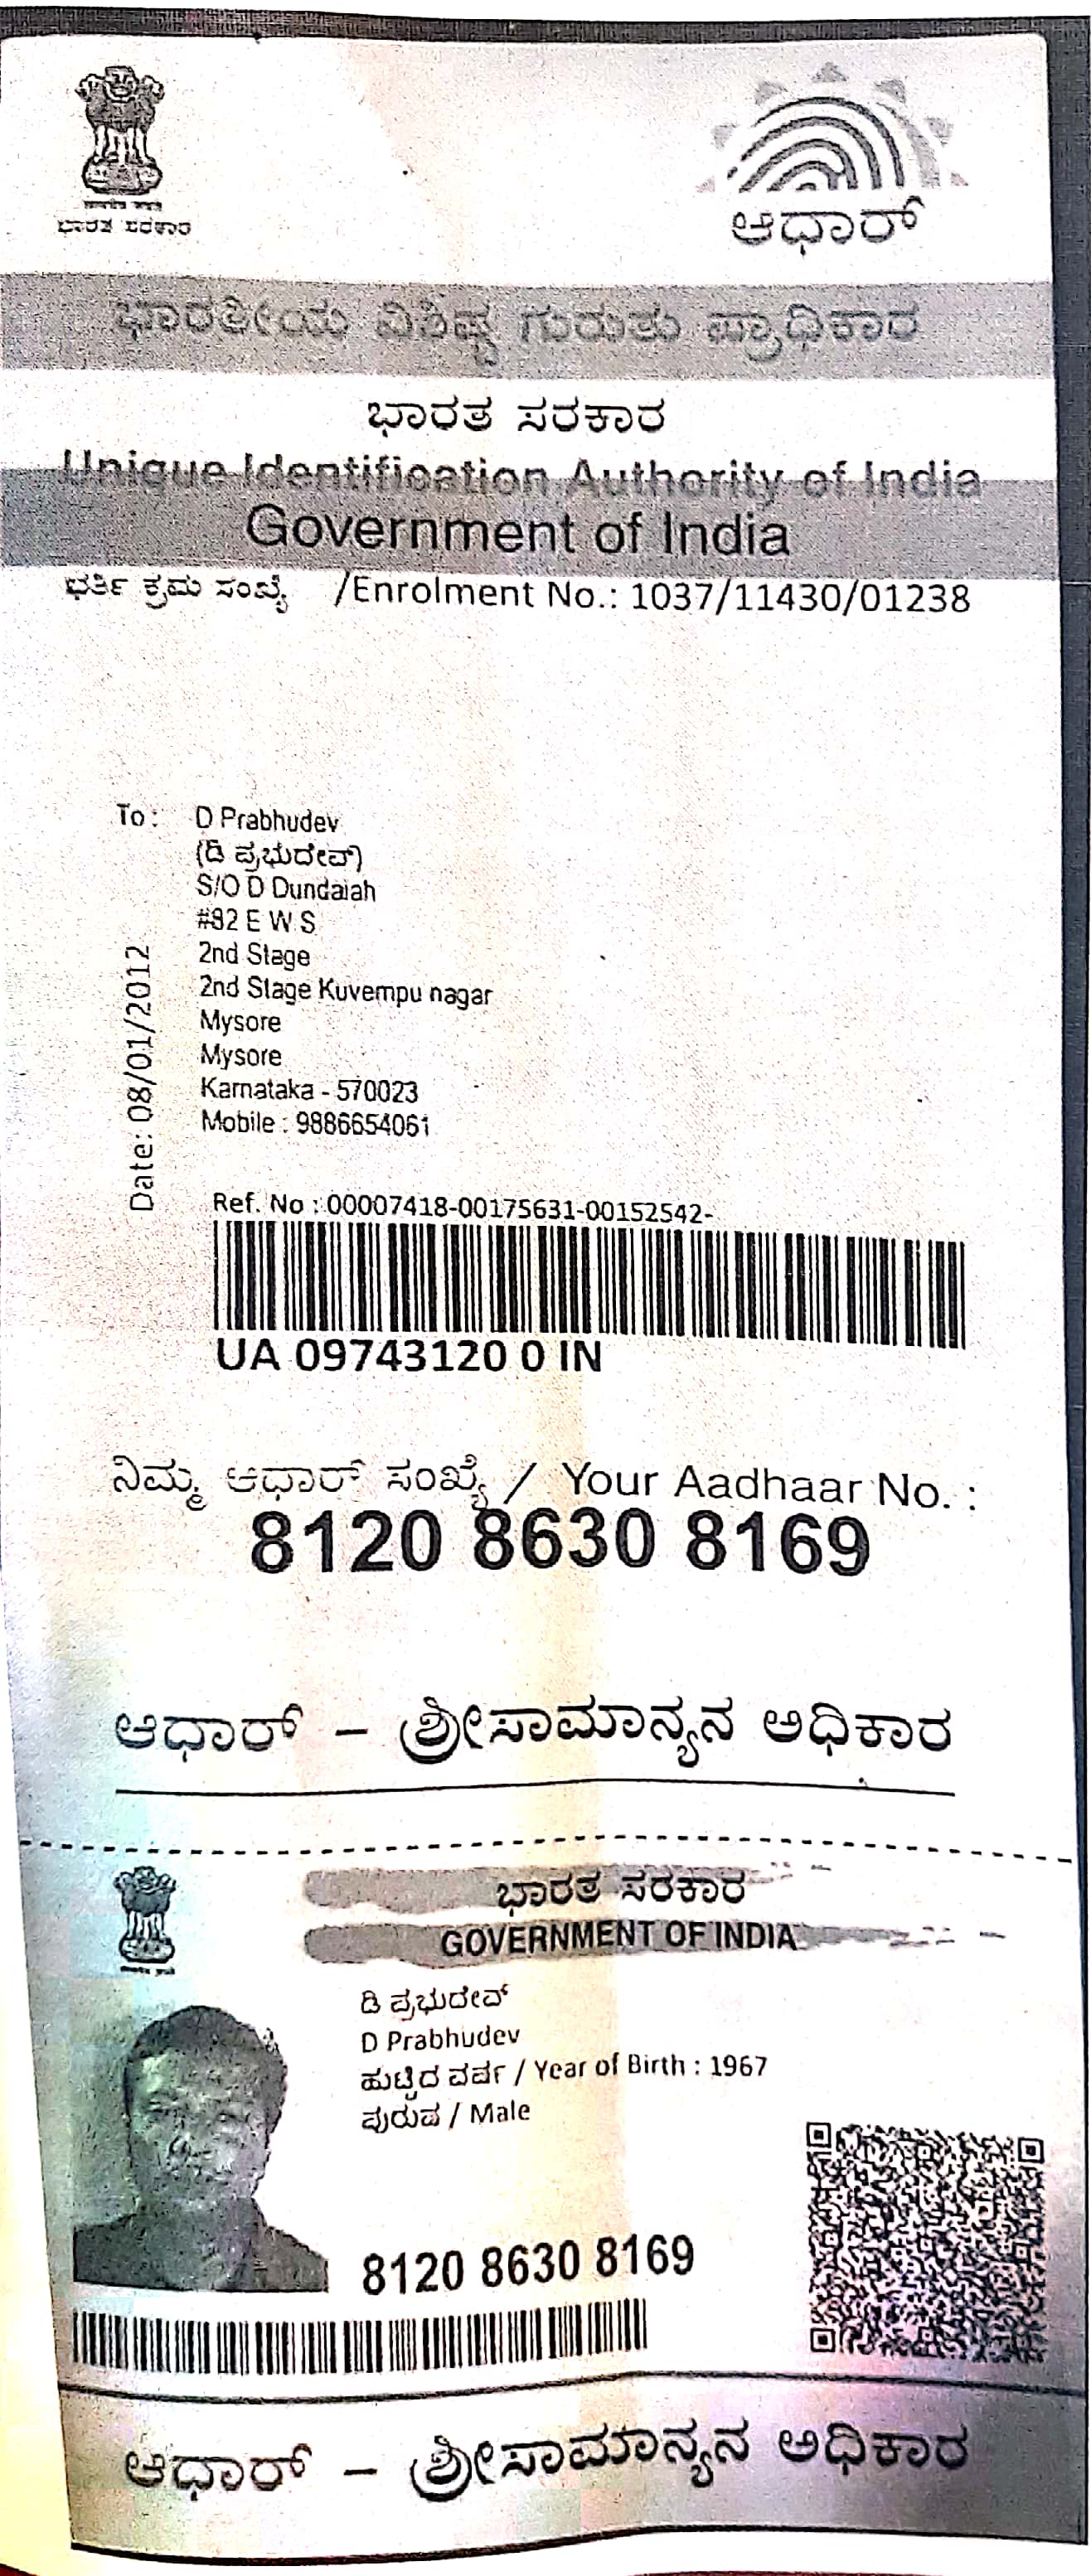 ಭಾರತ ಸರಕಾರ
ಆಧಾರ್
ಭಾರತೀಯ ವಿಶಿಷ್ಟ ಗುರುತು ಪ್ರಾಧಿಕಾರ
ಭಾರತ ಸರಕಾರ
Unique Identification Authority of India
Government of India
ಭರ್ತಿ ಕ್ರಮ ಸಂಖ್ಯೆ /Enrolment No.: 1037/11430/01238
To: D Prabhudev
(ಡಿ ಪ್ರಭುದೇವ್)
S/O D Dundaiah
#92 E W S
2nd Stage
2nd Stage Kuvempu nagar
Mysore
Mysore
Karnataka - 570023
Mobile : 9886654061
Date: 08/01/2012
Ref. No : 00007418-00175631-00152542-
UA 09743120 0 IN
ನಿಮ್ಮ ಆಧಾರ್ ಸಂಖ್ಯೆ / Your Aadhaar No. :
8120 8630 8169
ಆಧಾರ್ – ಶ್ರೀಸಾಮಾನ್ಯನ ಅಧಿಕಾರ
ಭಾರತ ಸರಕಾರ
GOVERNMENT OF INDIA
ಡಿ ಪ್ರಭುದೇವ್
D Prabhudev
ಹುಟ್ಟಿದ ವರ್ಷ / Year of Birth : 1967
ಪುರುಷ / Male
8120 8630 8169
ಆಧಾರ್ – ಶ್ರೀಸಾಮಾನ್ಯನ ಅಧಿಕಾರ